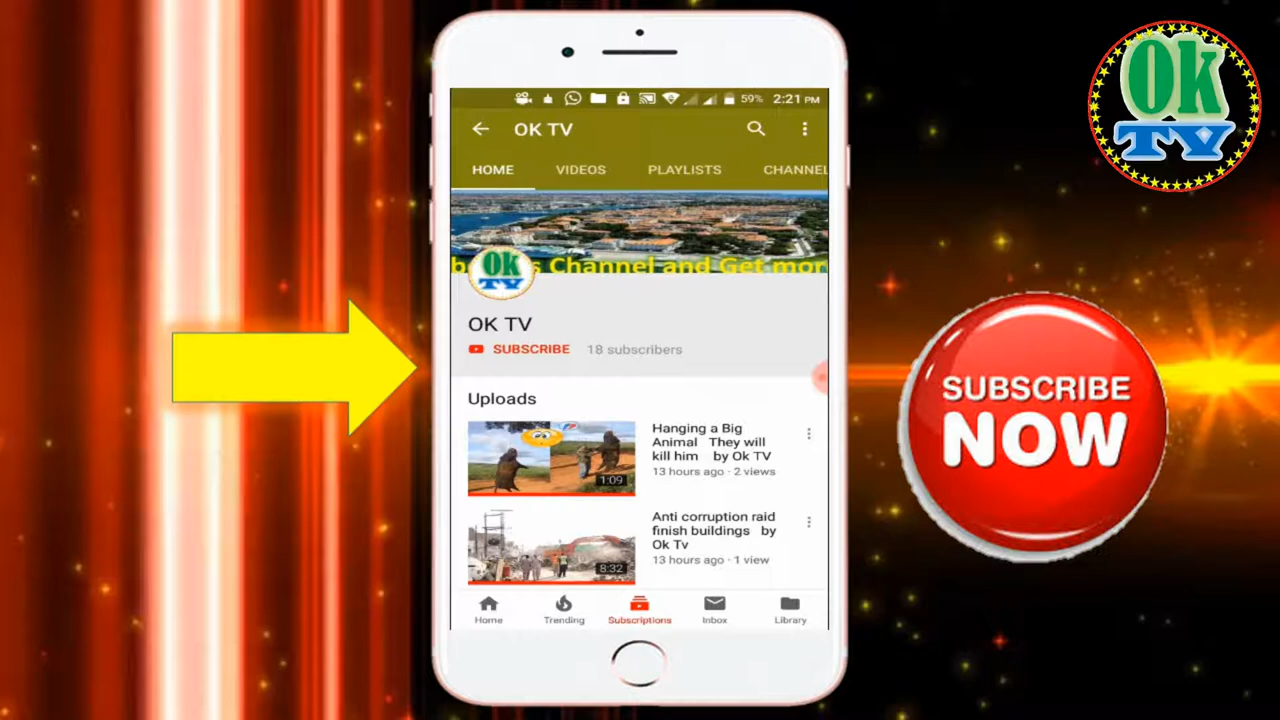 Ok
TV
59% 2:21 PM
OK TV
HOME VIDEOS PLAYLISTS CHANNEL
Channel and Get mor
Ok
TV
OK TV
SUBSCRIBE 18 subscribers
Uploads
Hanging a Big
Animal They will
kill him by Ok TV
13 hours ago · 2 views
1:09
Anti corruption raid
finish buildings by
Ok Tv
13 hours ago · 1 view
8:32
Home Trending Subscriptions Inbox Library
SUBSCRIBE
NOW